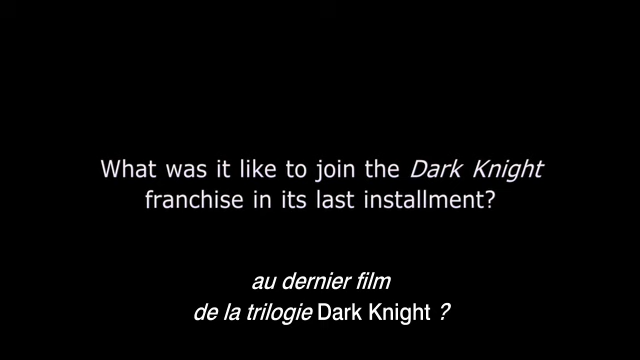 What was it like to join the Dark Knight
franchise in its last installment?
au dernier film
de la trilogie Dark Knight ?